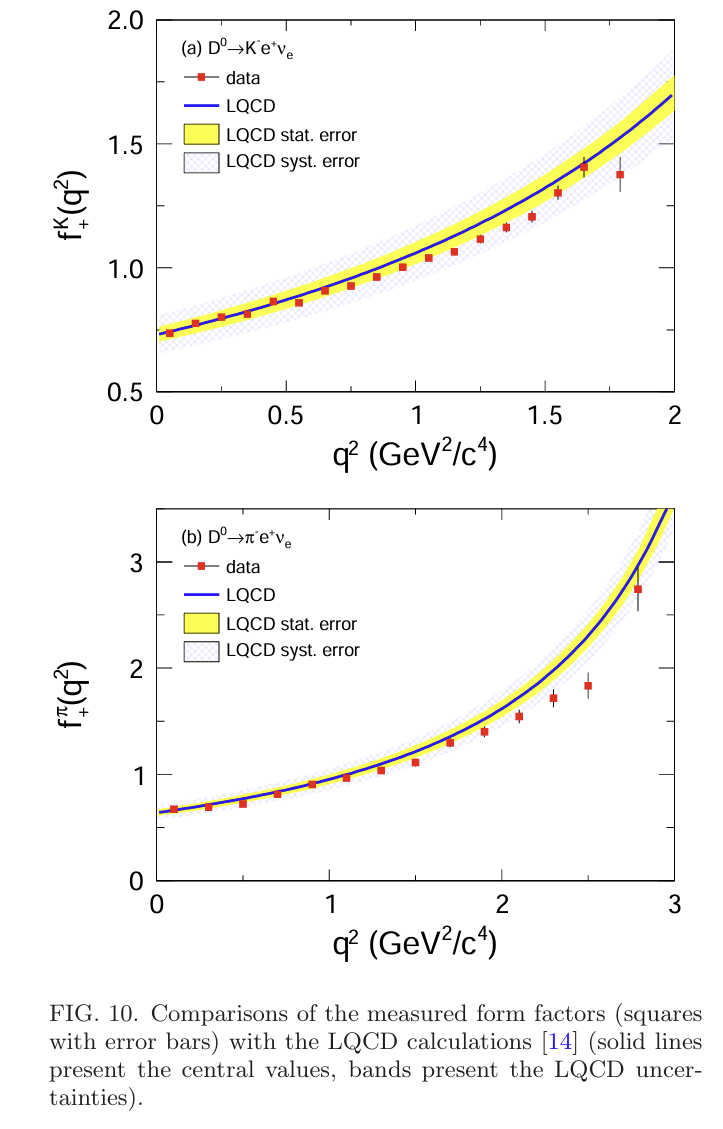 2.0
(a) D⁰→K⁻e⁺νₑ
data
LQCD
LQCD stat. error
LQCD syst. error
1.5
1.0
0.5
f₊ᴷ(q²)
0 0.5 1 1.5 2
q² (GeV²/c⁴)
(b) D⁰→π⁻e⁺νₑ
data
LQCD
LQCD stat. error
LQCD syst. error
3
2
1
0
f₊^π(q²)
0 1 2 3
q² (GeV²/c⁴)
FIG. 10. Comparisons of the measured form factors (squares
with error bars) with the LQCD calculations [14] (solid lines
present the central values, bands present the LQCD uncer-
tainties).